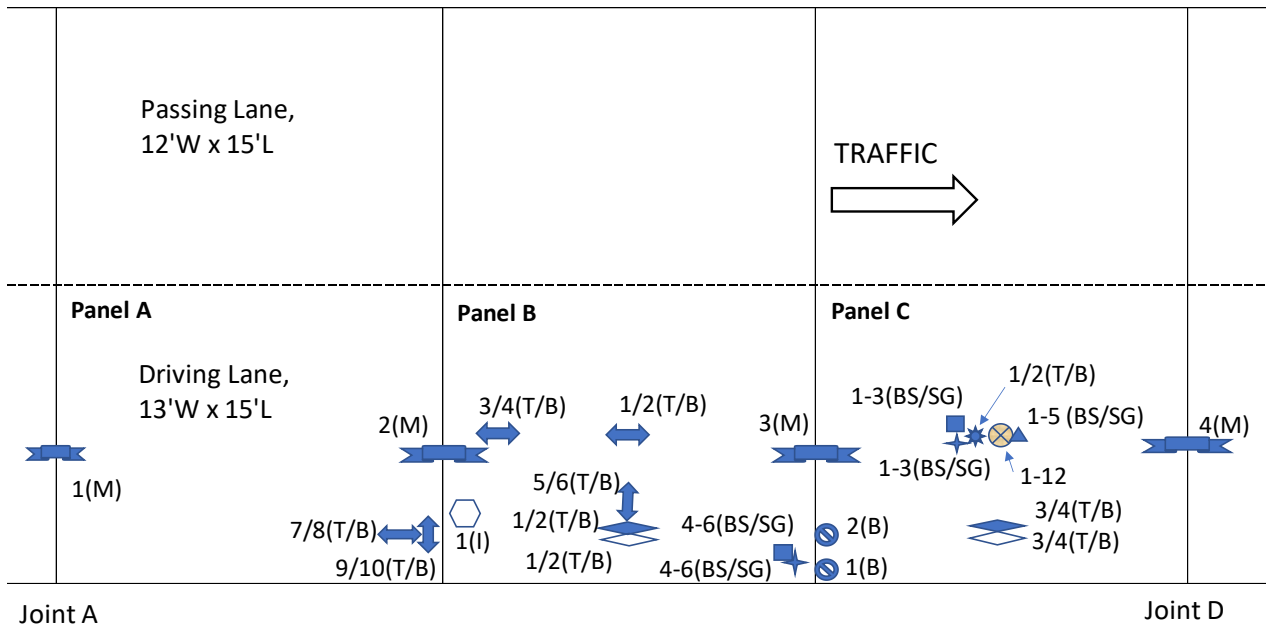 Passing Lane,
12'W x 15'L
TRAFFIC
Panel A
Panel B
Panel C
Driving Lane,
13'W x 15'L
1/2(T/B)
1-3(BS/SG)
3/4(T/B)
1/2(T/B)
1-5 (BS/SG)
2(M)
3(M)
4(M)
1-3(BS/SG)
1-12
1(M)
5/6(T/B)
7/8(T/B)
1(I)
1/2(T/B)
4-6(BS/SG)
2(B)
3/4(T/B)
3/4(T/B)
1/2(T/B)
9/10(T/B)
4-6(BS/SG)
1(B)
Joint A
Joint D